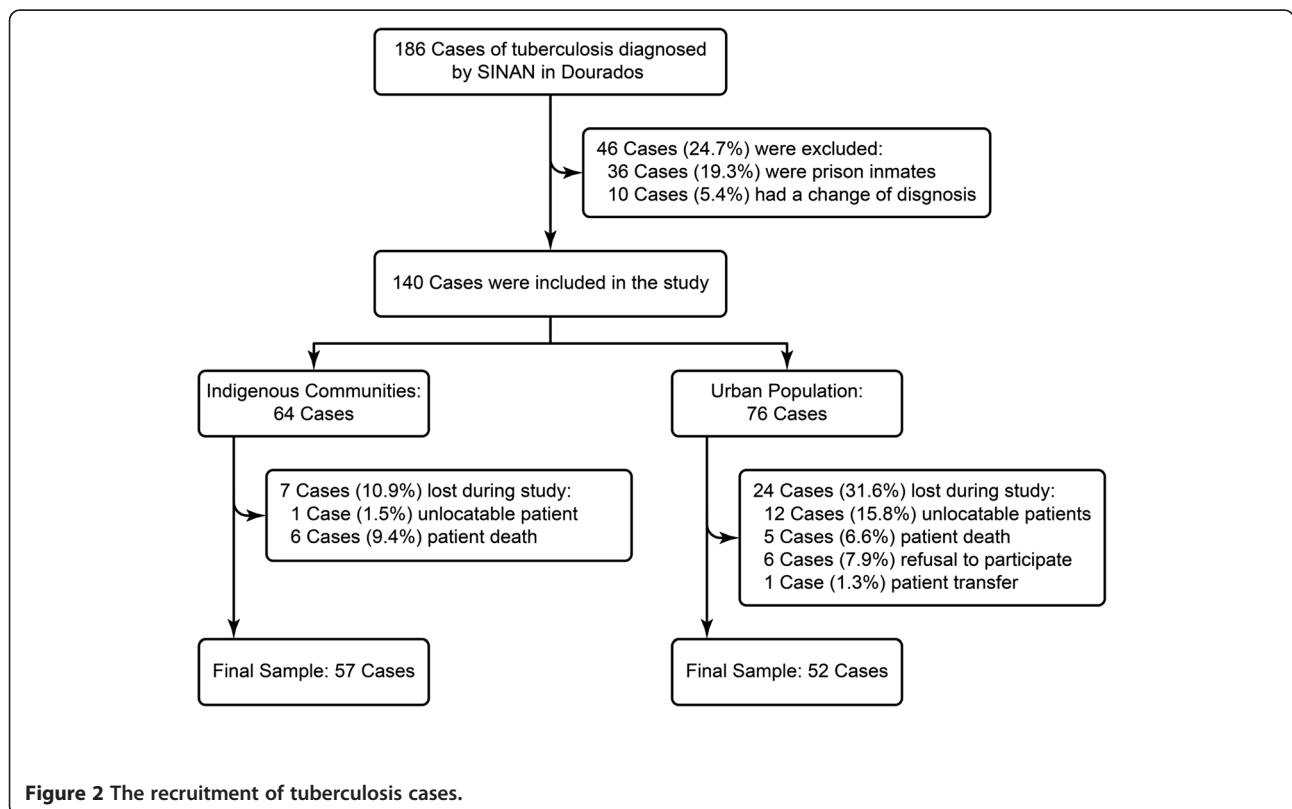 186 Cases of tuberculosis diagnosed
by SINAN in Dourados
46 Cases (24.7%) were excluded:
36 Cases (19.3%) were prison inmates
10 Cases (5.4%) had a change of disgnosis
140 Cases were included in the study
Indigenous Communities:
64 Cases
Urban Population:
76 Cases
7 Cases (10.9%) lost during study:
1 Case (1.5%) unlocatable patient
6 Cases (9.4%) patient death
24 Cases (31.6%) lost during study:
12 Cases (15.8%) unlocatable patients
5 Cases (6.6%) patient death
6 Cases (7.9%) refusal to participate
1 Case (1.3%) patient transfer
Final Sample: 57 Cases
Final Sample: 52 Cases
Figure 2 The recruitment of tuberculosis cases.